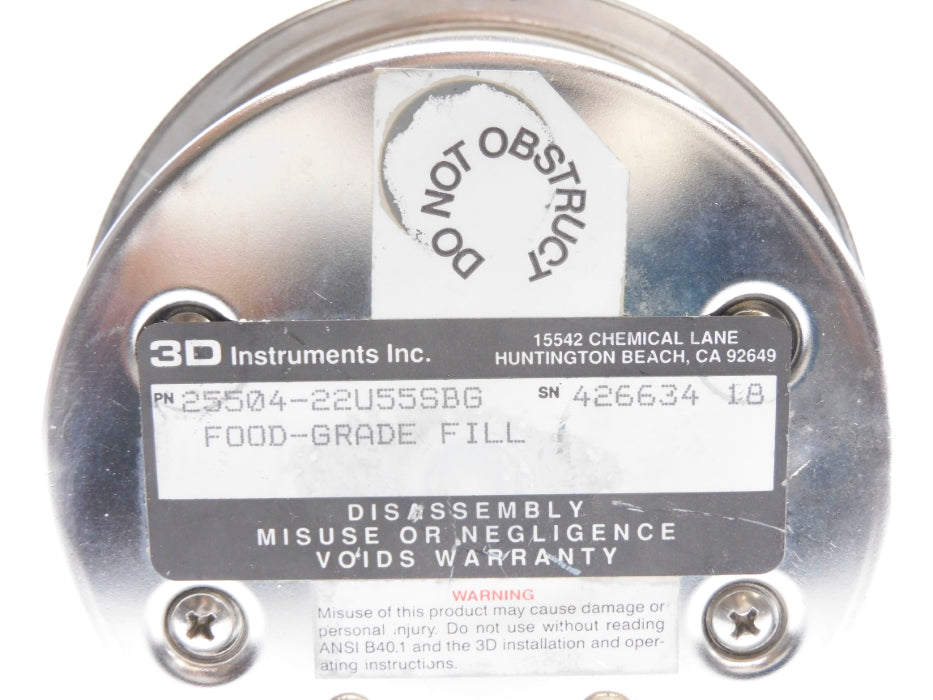 DO NOT OBSTRUCT
3D Instruments Inc.
15542 CHEMICAL LANE
HUNTINGTON BEACH, CA 92649
PN 25504-22U55SBG SN 426634 18
FOOD-GRADE FILL
DISASSEMBLY
MISUSE OR NEGLIGENCE
VOIDS WARRANTY
WARNING
Misuse of this product may cause damage or
personal injury. Do not use without reading
ANSI B40.1 and the 3D installation and oper-
ating instructions.